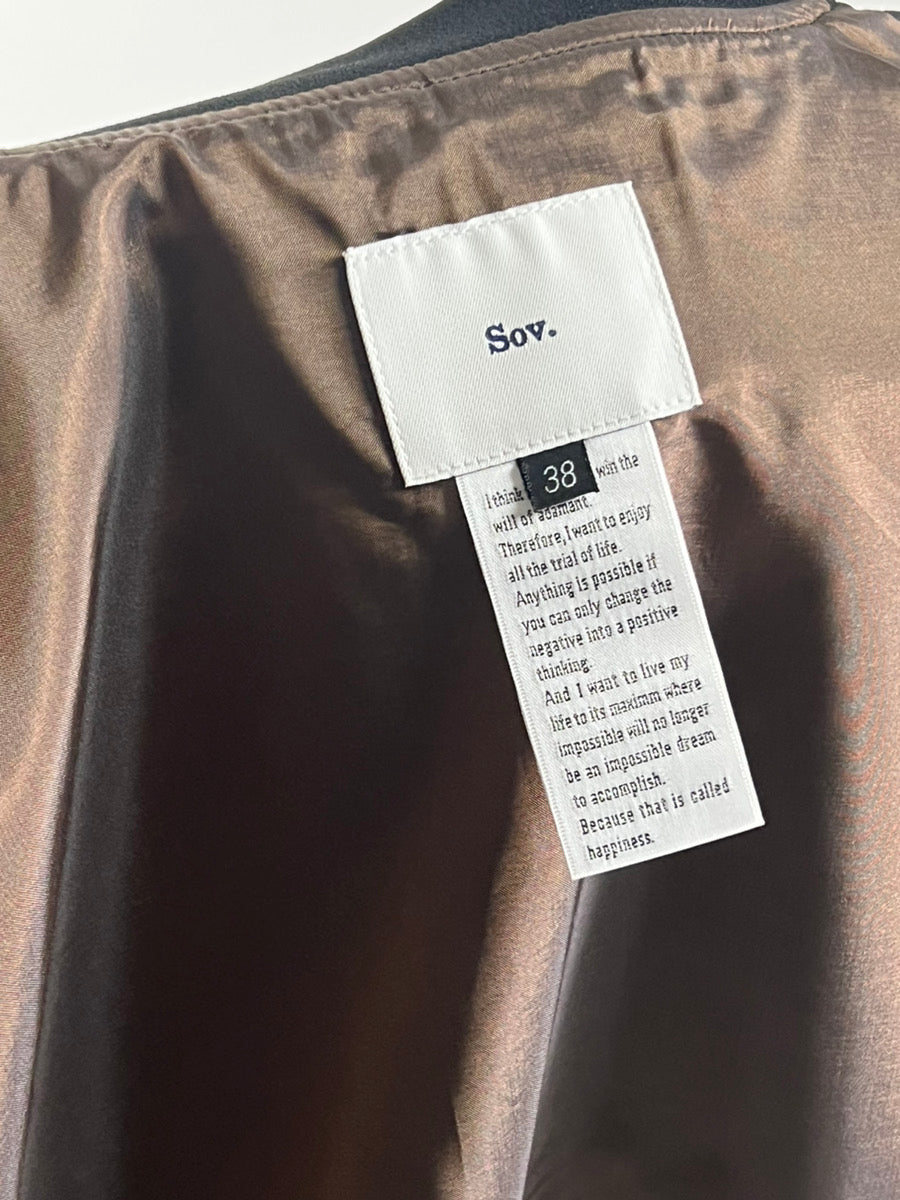 Sov.
38
I think win the
will of adamant.
Therefore, I want to enjoy
all the trial of life.
Anything is possible if
you can only change the
negative into a positive
thinking.
And I want to live my
life to its maximm where
impossible will no longer
be an impossible dream
to accomplish.
Because that is called
happiness.